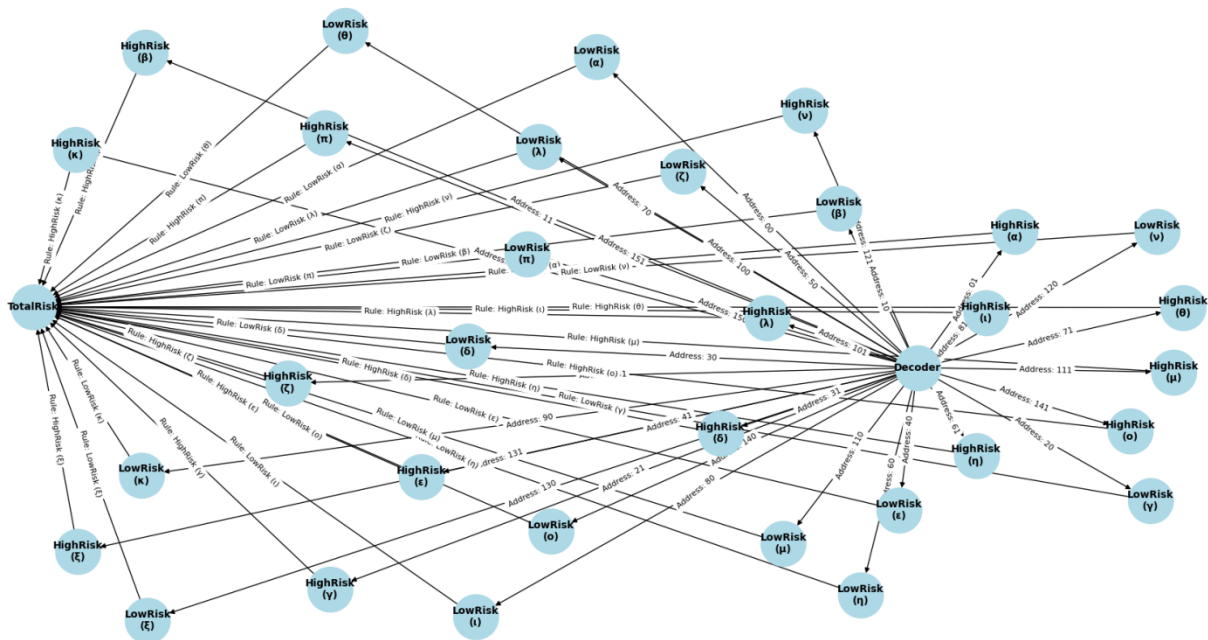 LowRisk
(θ)
HighRisk
(β)
LowRisk
(α)
HighRisk
(ν)
HighRisk
(π)
HighRisk
(κ)
LowRisk
(λ)
LowRisk
(ζ)
LowRisk
(β)
HighRisk
(α)
LowRisk
(ν)
LowRisk
(π)
TotalRisk
HighRisk
(λ)
HighRisk
(ι)
HighRisk
(θ)
LowRisk
(δ)
Decoder
HighRisk
(ζ)
HighRisk
(μ)
HighRisk
(δ)
HighRisk
(ο)
HighRisk
(η)
LowRisk
(κ)
HighRisk
(ε)
LowRisk
(γ)
LowRisk
(ε)
LowRisk
(ο)
LowRisk
(μ)
HighRisk
(ξ)
HighRisk
(γ)
LowRisk
(η)
LowRisk
(ι)
LowRisk
(ξ)
Rule: LowRisk (θ)
Rule: LowRisk (α)
Rule: HighRisk (κ)
Rule: HighRisk (π)
Rule: LowRisk (λ)
Rule: HighRisk (ν)
Rule: LowRisk (ζ)
Rule: LowRisk (β)
Rule: LowRisk (π)
Rule: LowRisk (ν)
Rule: HighRisk (λ)
Rule: HighRisk (ι)
Rule: HighRisk (θ)
Rule: LowRisk (δ)
Rule: HighRisk (μ)
Rule: HighRisk (ζ)
Rule: HighRisk (δ)
Rule: HighRisk (η)
Rule: HighRisk (ο)
Rule: LowRisk (γ)
Rule: HighRisk (ε)
Rule: LowRisk (ε)
Rule: LowRisk (ο)
Rule: LowRisk (μ)
Rule: LowRisk (κ)
Rule: HighRisk (ξ)
Rule: LowRisk (ξ)
Rule: HighRisk (γ)
Rule: LowRisk (ι)
Address: 70
Address: 00
Address: 11
Address: 151
Address: 100
Address: 50
Address: 121
Address: 10
Address: 01
Address: 120
Address: 71
Address: 101
Address: 30
Address: 111
Address: 141
Address: 31
Address: 90
Address: 41
Address: 40
Address: 61
Address: 20
Address: 110
Address: 60
Address: 21
Address: 80
Address: 130